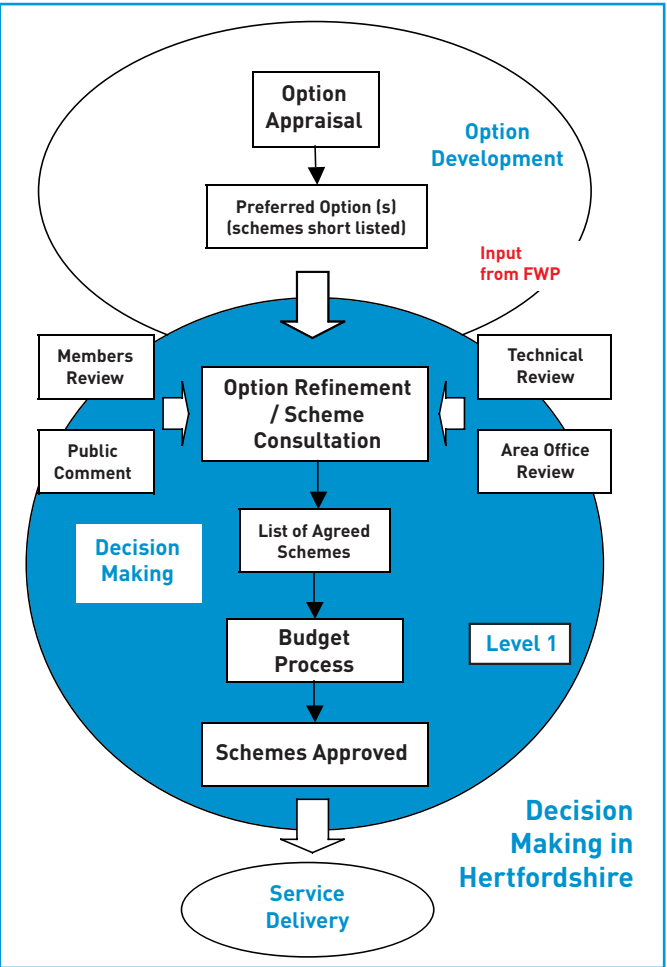 Option
Appraisal
Option
Development
Preferred Option (s)
(schemes short listed)
Input
from FWP
Members
Review
Technical
Review
Option Refinement
/ Scheme
Consultation
Public
Comment
Area Office
Review
List of Agreed
Schemes
Decision
Making
Budget
Process
Level 1
Schemes Approved
Decision
Making in
Hertfordshire
Service
Delivery